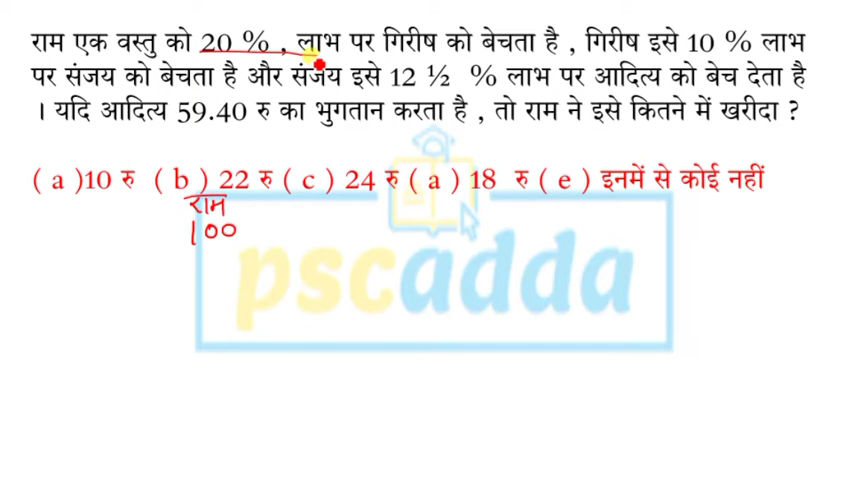 राम एक वस्तु को 20 % , लाभ पर गिरीष को बेचता है , गिरीष इसे 10 % लाभ
पर संजय को बेचता है और संजय इसे 12 ½ % लाभ पर आदित्य को बेच देता है
। यदि आदित्य 59.40 रु का भुगतान करता है , तो राम ने इसे कितने में खरीदा ?
( a )10 रु ( b ) 22 रु ( c ) 24 रु ( a ) 18 रु ( e ) इनमें से कोई नहीं
राम
100
pscadda